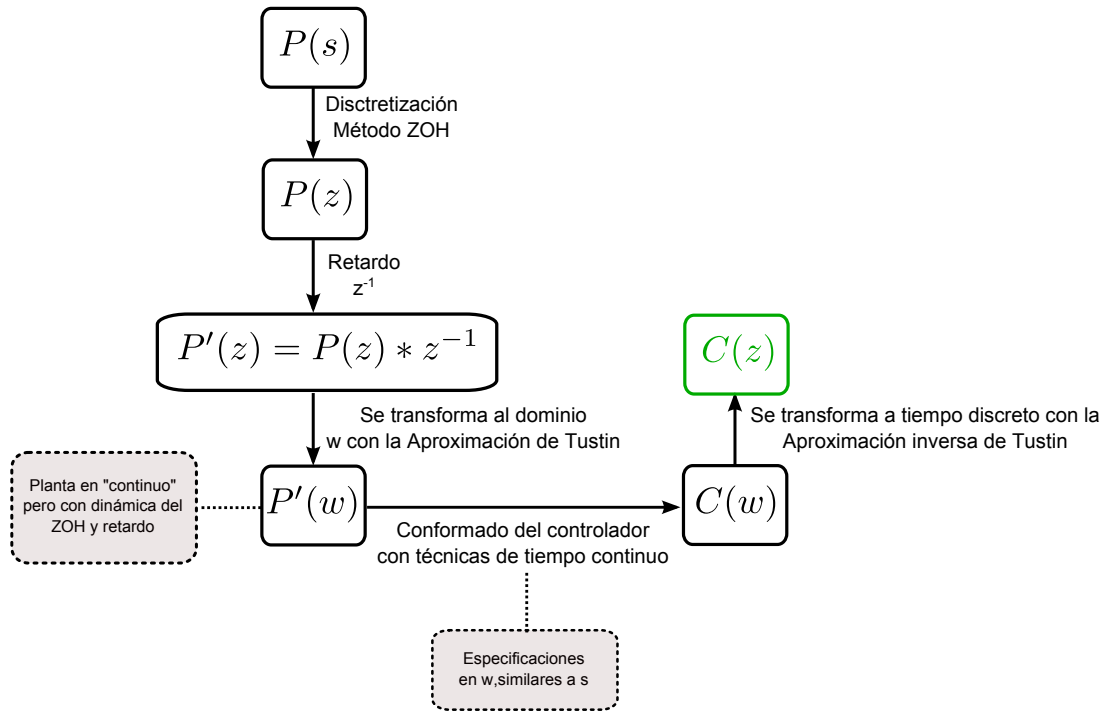 P(s)
Disctretización
Método ZOH
P(z)
Retardo
z⁻¹
P′(z) = P(z) ∗ z⁻¹
Se transforma al dominio
w con la Aproximación de Tustin
C(z)
Se transforma a tiempo discreto con la
Aproximación inversa de Tustin
Planta en "continuo"
pero con dinámica del
ZOH y retardo
P′(w)
Conformado del controlador
con técnicas de tiempo continuo
C(w)
Especificaciones
en w,similares a s